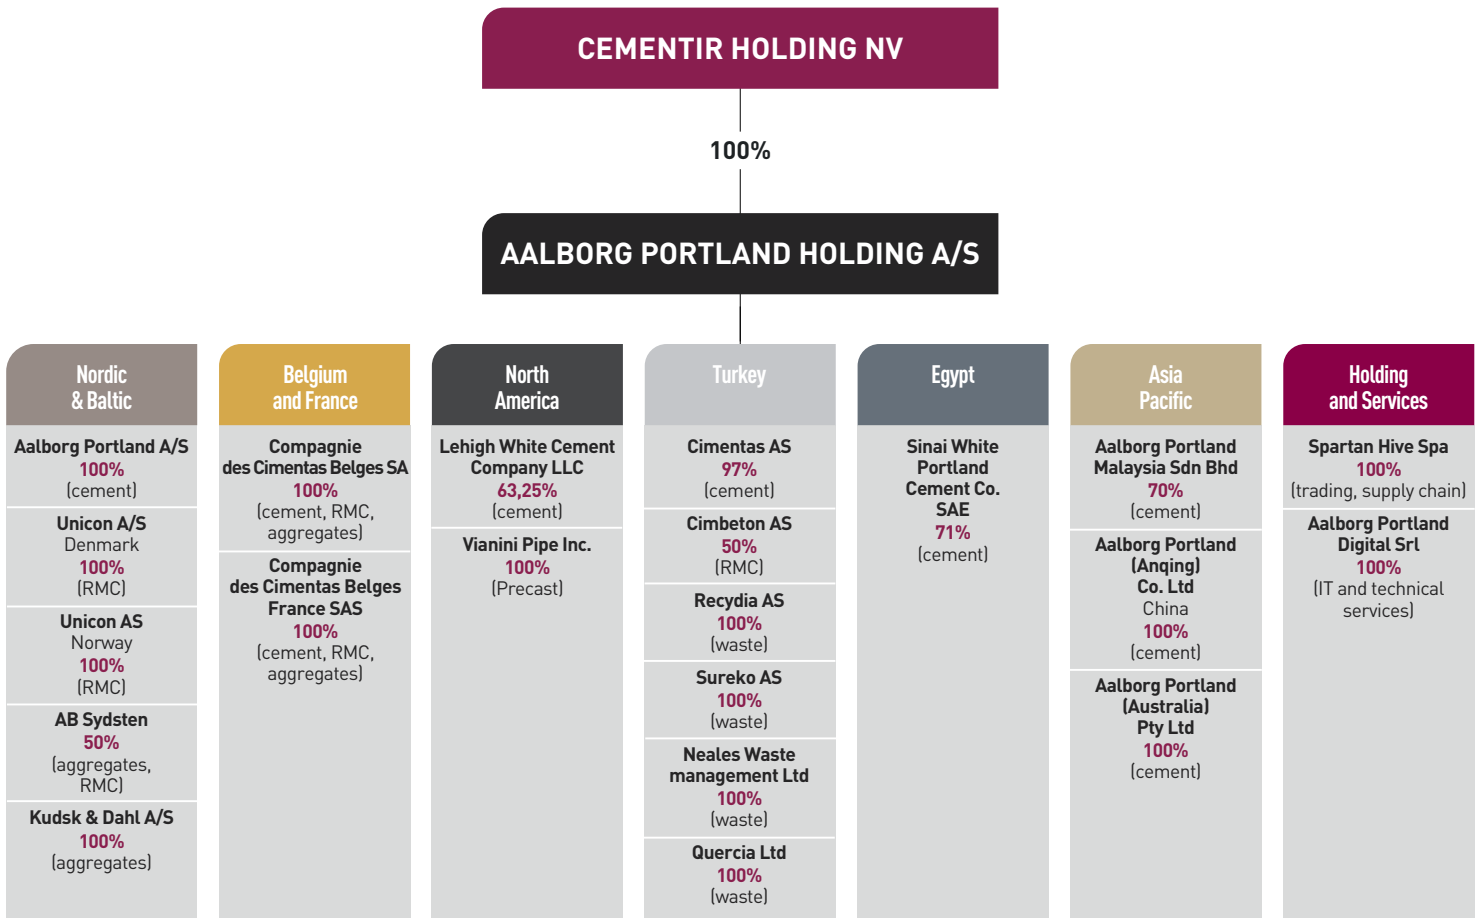 CEMENTIR HOLDING NV
100%
AALBORG PORTLAND HOLDING A/S
Nordic
& Baltic
Aalborg Portland A/S
100%
(cement)
Unicon A/S
Denmark
100%
(RMC)
Unicon AS
Norway
100%
(RMC)
AB Sydsten
50%
(aggregates,
RMC)
Kudsk & Dahl A/S
100%
(aggregates)
Belgium
and France
Compagnie
des Cimentas Belges SA
100%
(cement, RMC,
aggregates)
Compagnie
des Cimentas Belges
France SAS
100%
(cement, RMC,
aggregates)
North
America
Lehigh White Cement
Company LLC
63,25%
(cement)
Vianini Pipe Inc.
100%
(Precast)
Turkey
Cimentas AS
97%
(cement)
Cimbeton AS
50%
(RMC)
Recydia AS
100%
(waste)
Sureko AS
100%
(waste)
Neales Waste
management Ltd
100%
(waste)
Quercia Ltd
100%
(waste)
Egypt
Sinai White
Portland
Cement Co.
SAE
71%
(cement)
Asia
Pacific
Aalborg Portland
Malaysia Sdn Bhd
70%
(cement)
Aalborg Portland
(Anqing)
Co. Ltd
China
100%
(cement)
Aalborg Portland
(Australia)
Pty Ltd
100%
(cement)
Holding
and Services
Spartan Hive Spa
100%
(trading, supply chain)
Aalborg Portland
Digital Srl
100%
(IT and technical
services)